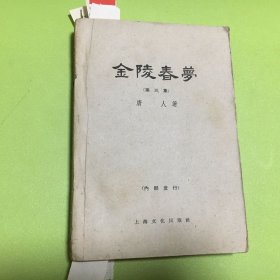 金陵春夢
(第三集)
唐 人 著
(內部發行)
上海文化出版社